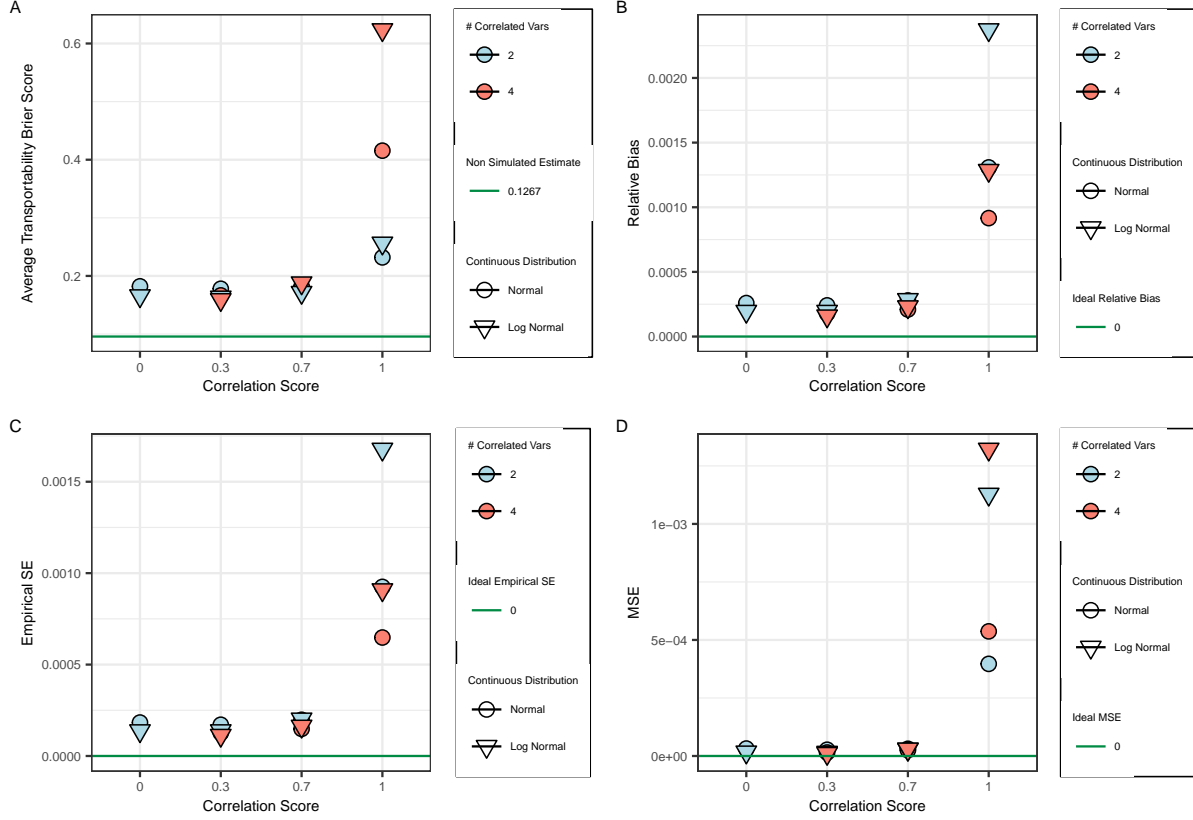 A
Average Transportability Brier Score
0.6
0.4
0.2
0
0.3
0.7
1
Correlation Score
# Correlated Vars
2
4
Non Simulated Estimate
0.1267
Continuous Distribution
Normal
Log Normal
B
Relative Bias
0.0020
0.0015
0.0010
0.0005
0.0000
0
0.3
0.7
1
Correlation Score
# Correlated Vars
2
4
Continuous Distribution
Normal
Log Normal
Ideal Relative Bias
0
C
Empirical SE
0.0015
0.0010
0.0005
0.0000
0
0.3
0.7
1
Correlation Score
# Correlated Vars
2
4
Ideal Empirical SE
0
Continuous Distribution
Normal
Log Normal
D
MSE
1e−03
5e−04
0e+00
0
0.3
0.7
1
Correlation Score
# Correlated Vars
2
4
Continuous Distribution
Normal
Log Normal
Ideal MSE
0